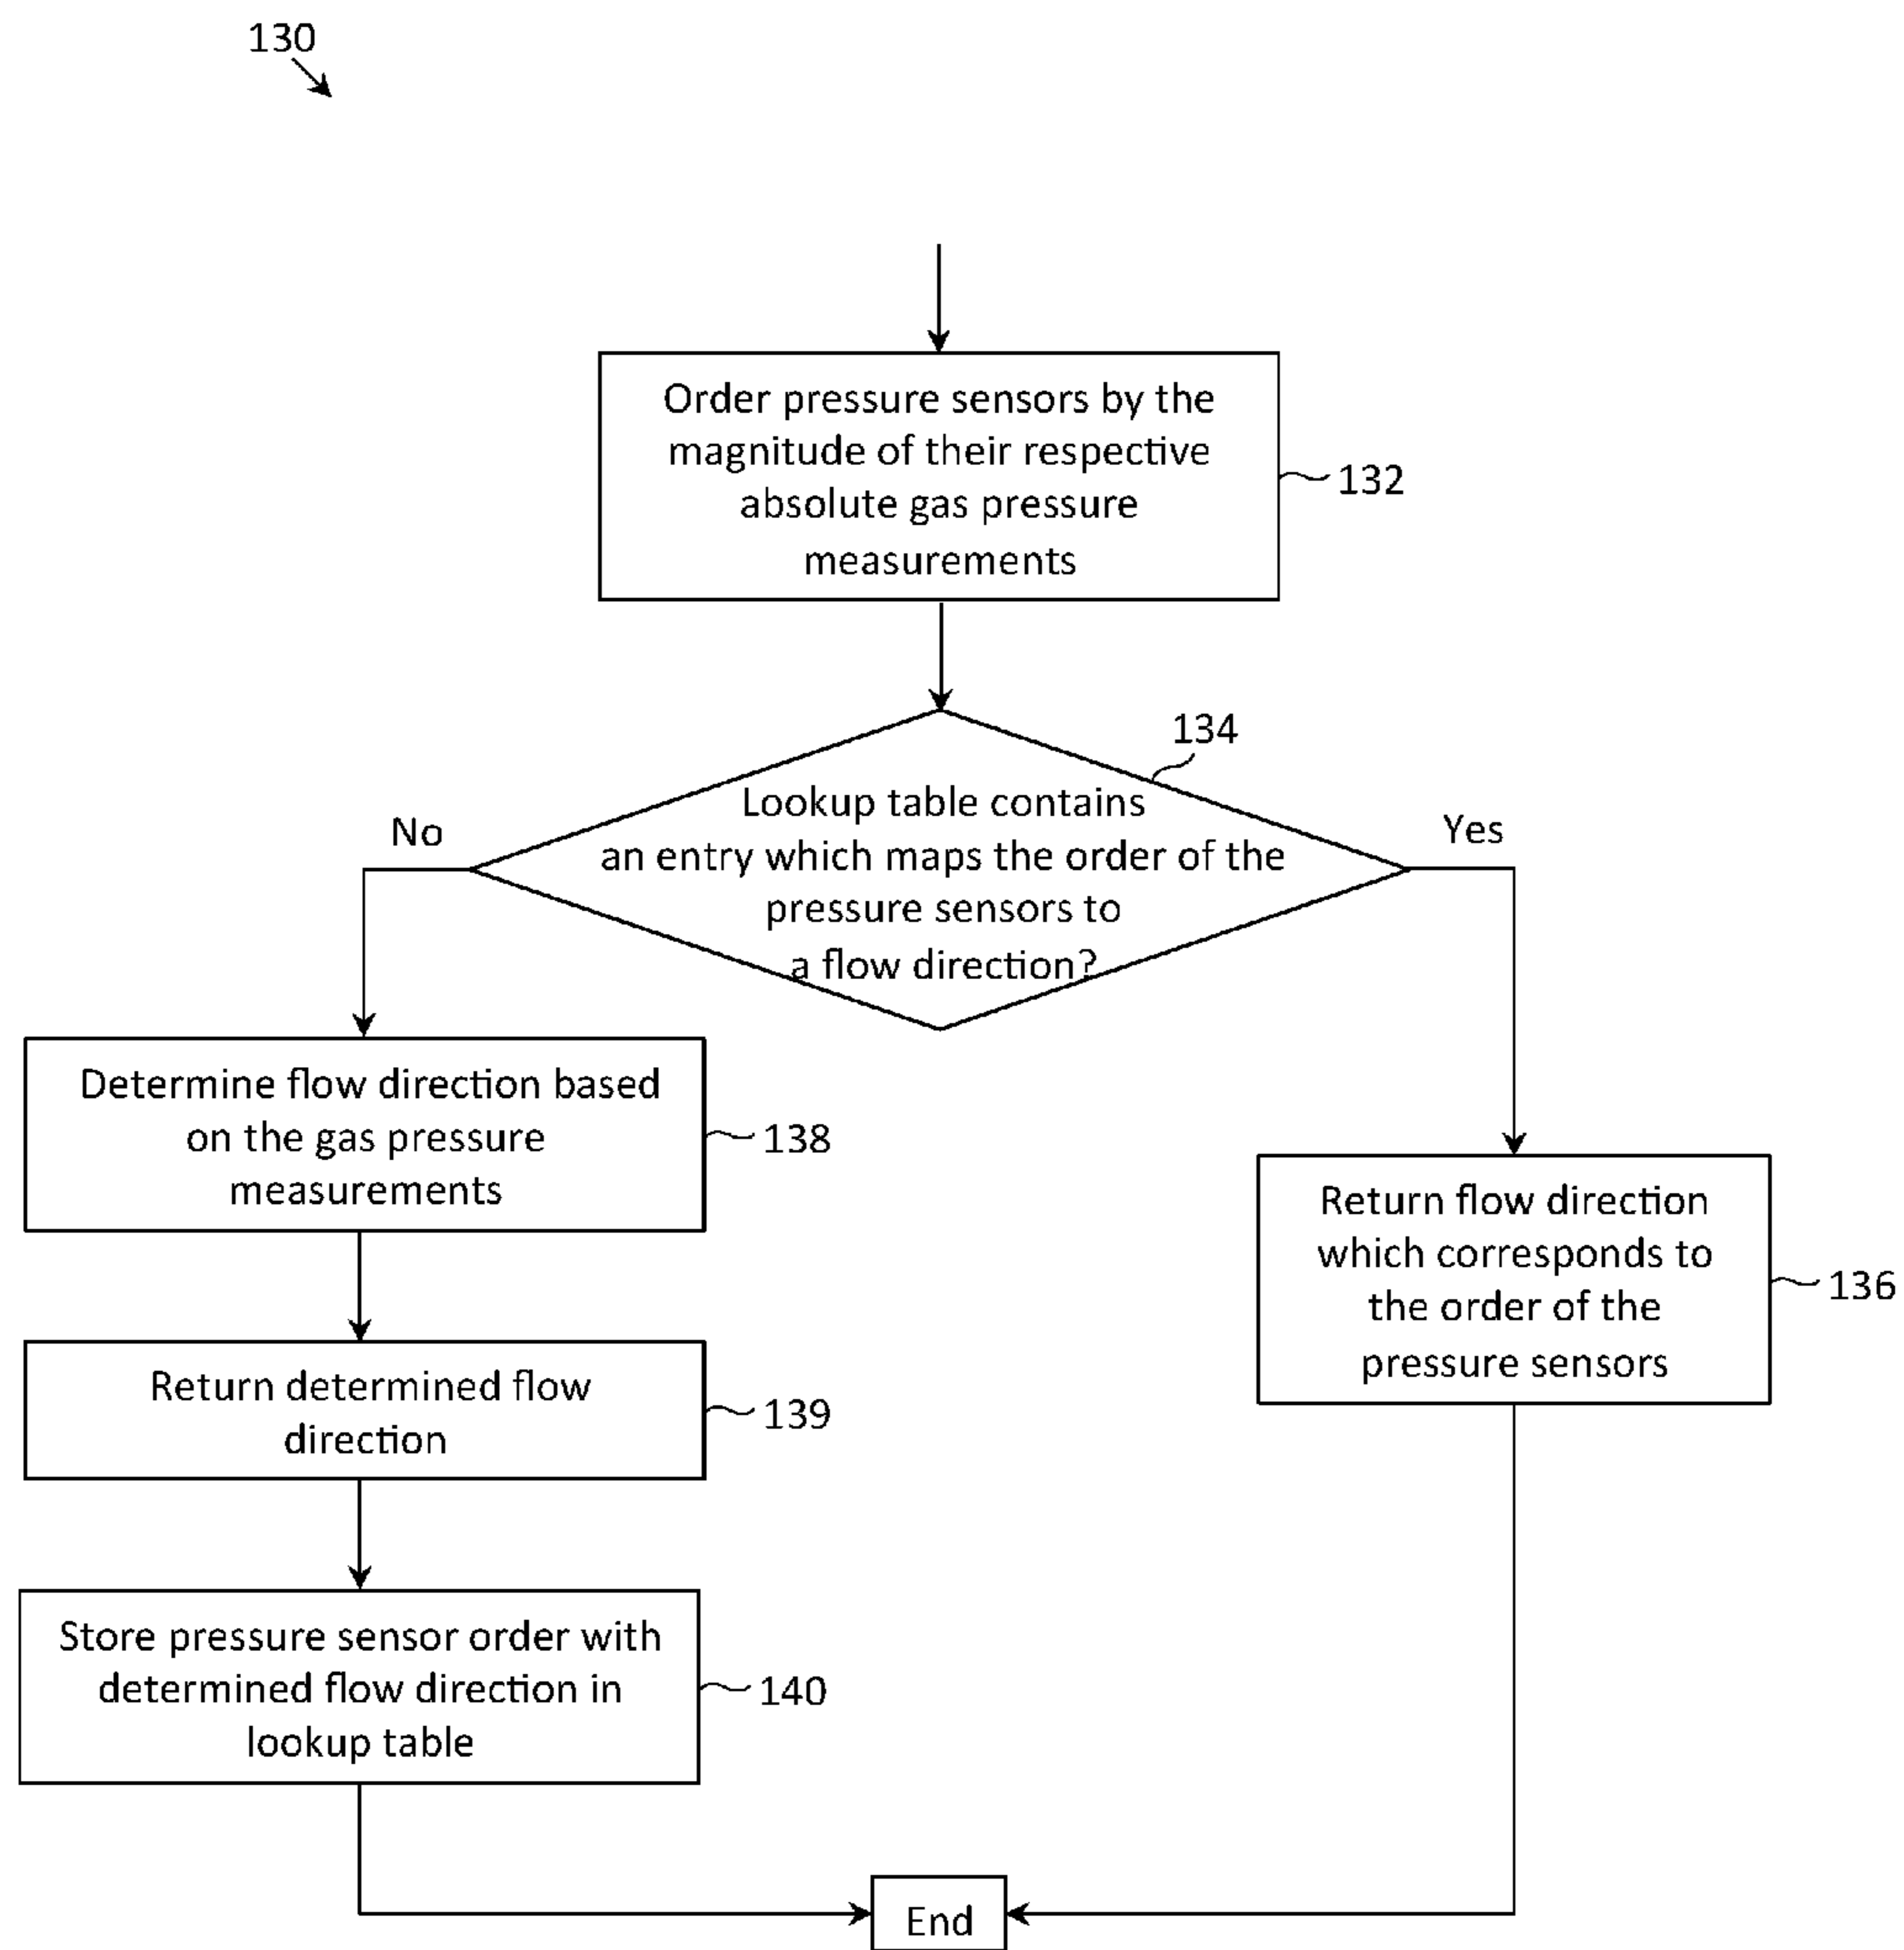 130
Order pressure sensors by the
magnitude of their respective
absolute gas pressure
measurements
132
134
Lookup table contains
an entry which maps the order of the
pressure sensors to
a flow direction?
No
Yes
Determine flow direction based
on the gas pressure
measurements
138
Return flow direction
which corresponds to
the order of the
pressure sensors
136
Return determined flow
direction
139
Store pressure sensor order with
determined flow direction in
lookup table
140
End